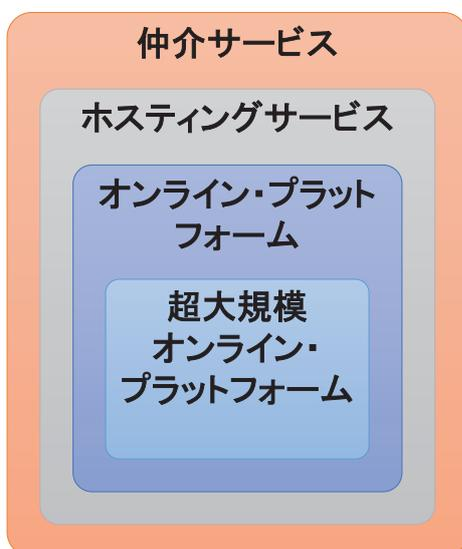 仲介サービス
ホスティングサービス
オンライン・プラット
フォーム
超大規模
オンライン・
プラットフォーム